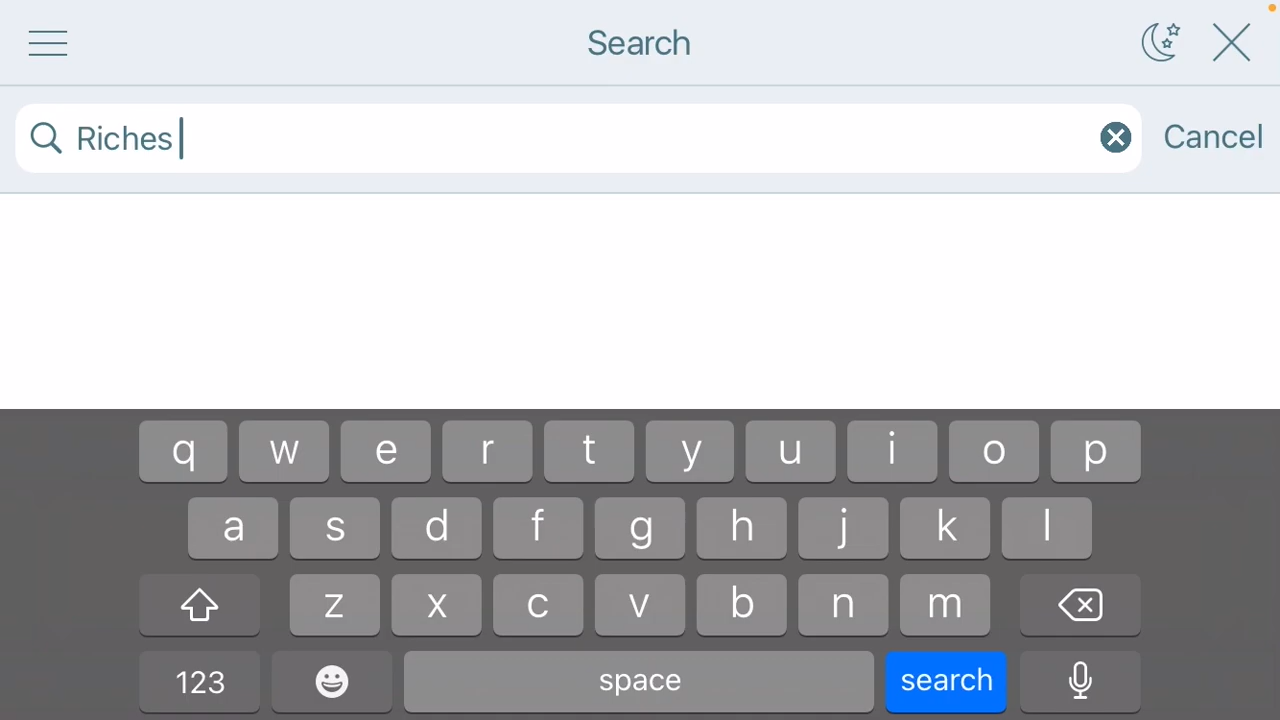 Search
Riches
Cancel
q w e r t y u i o p
a s d f g h j k l
z x c v b n m
123 space search